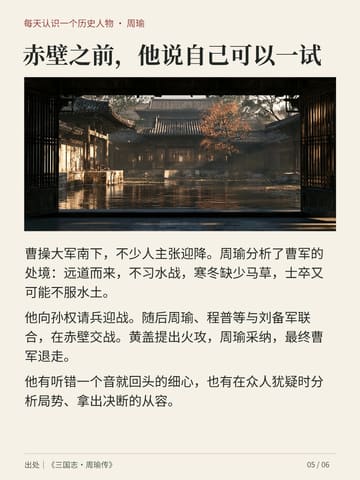 每天认识一个历史人物 · 周瑜
赤壁之前，他说自己可以一试
曹操大军南下，不少人主张迎降。周瑜分析了曹军的
处境：远道而来，不习水战，寒冬缺少马草，士卒又
可能不服水土。
他向孙权请兵迎战。随后周瑜、程普等与刘备军联
合，在赤壁交战。黄盖提出火攻，周瑜采纳，最终曹
军退走。
他有听错一个音就回头的细心，也有在众人犹疑时分
析局势、拿出决断的从容。
出处｜《三国志·周瑜传》
05 / 06